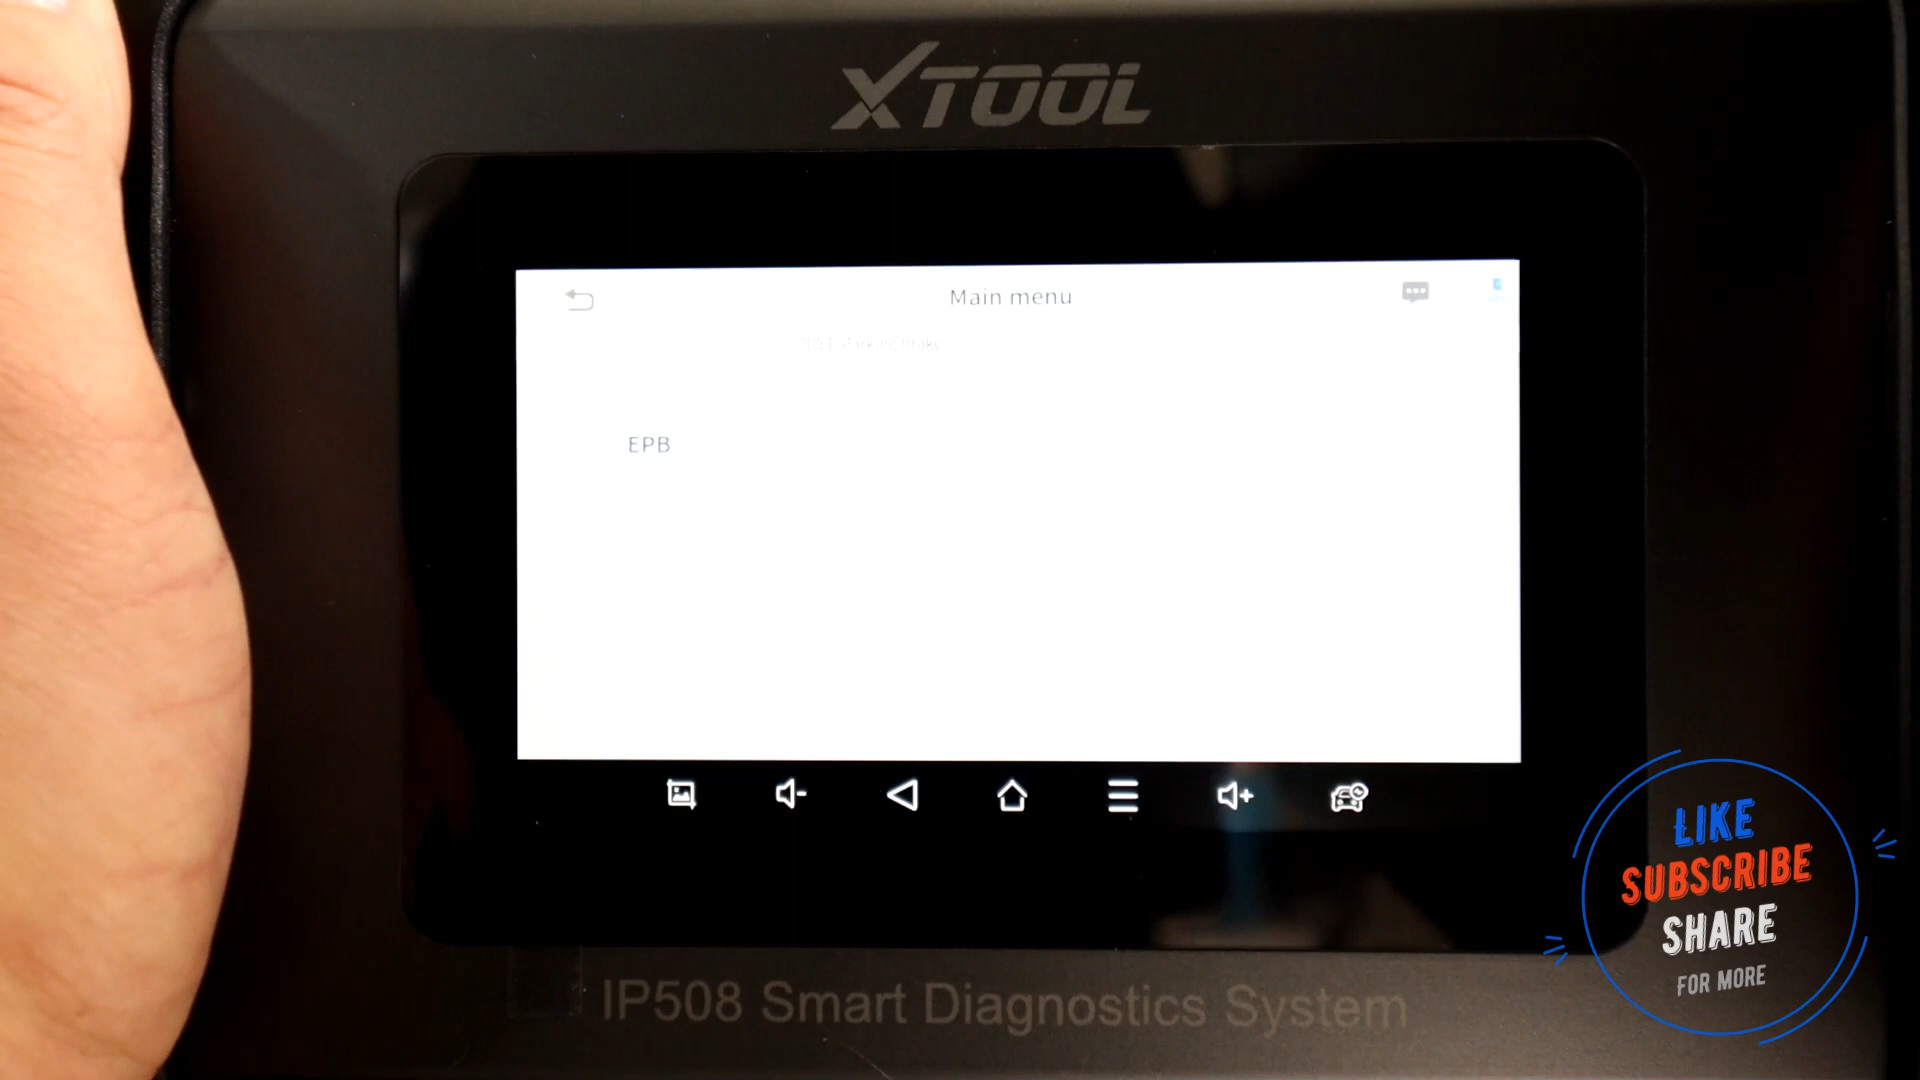 XTOOL
Main menu
EPB
IP508 Smart Diagnostics System
LIKE
SUBSCRIBE
SHARE
FOR MORE